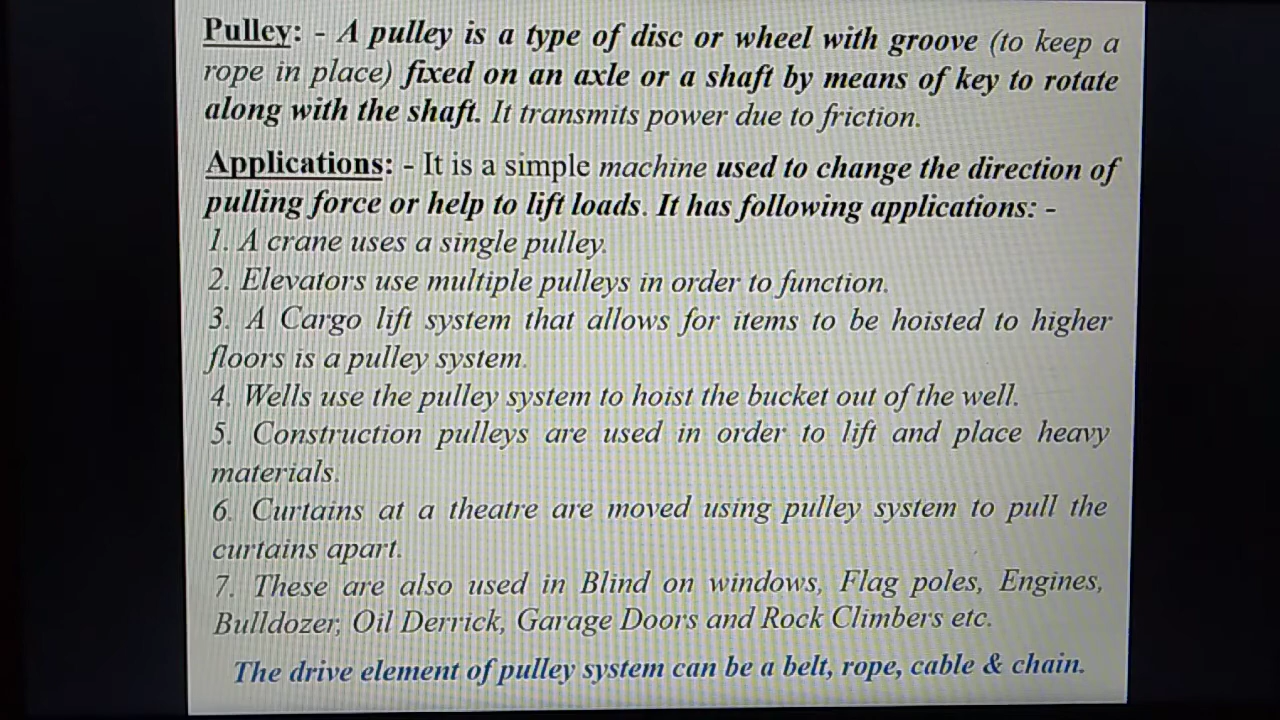 Pulley: - A pulley is a type of disc or wheel with groove (to keep a
rope in place) fixed on an axle or a shaft by means of key to rotate
along with the shaft. It transmits power due to friction.
Applications: - It is a simple machine used to change the direction of
pulling force or help to lift loads. It has following applications: -
1. A crane uses a single pulley.
2. Elevators use multiple pulleys in order to function.
3. A Cargo lift system that allows for items to be hoisted to higher
floors is a pulley system.
4. Wells use the pulley system to hoist the bucket out of the well.
5. Construction pulleys are used in order to lift and place heavy
materials.
6. Curtains at a theatre are moved using pulley system to pull the
curtains apart.
7. These are also used in Blind on windows, Flag poles, Engines,
Bulldozer, Oil Derrick, Garage Doors and Rock Climbers etc.
The drive element of pulley system can be a belt, rope, cable & chain.